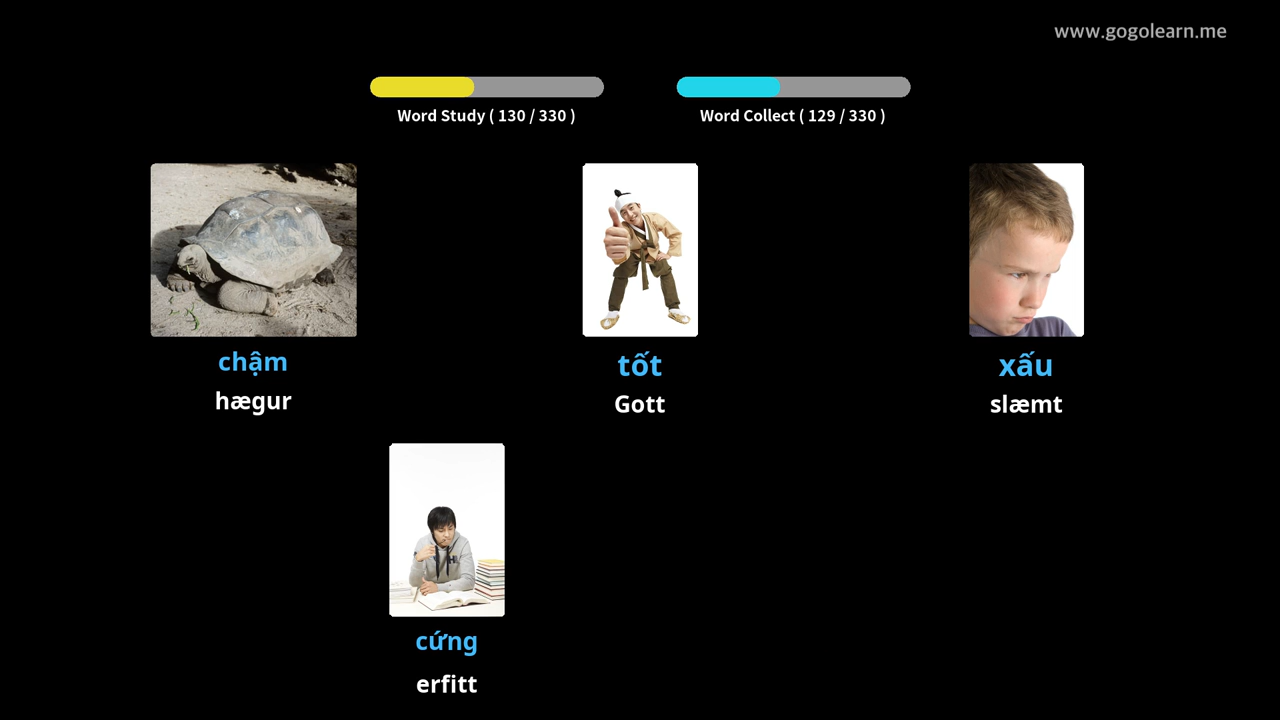 www.gogolearn.me
Word Study ( 130 / 330 )
Word Collect ( 129 / 330 )
chậm
hægur
tốt
Gott
xấu
slæmt
cứng
erfitt